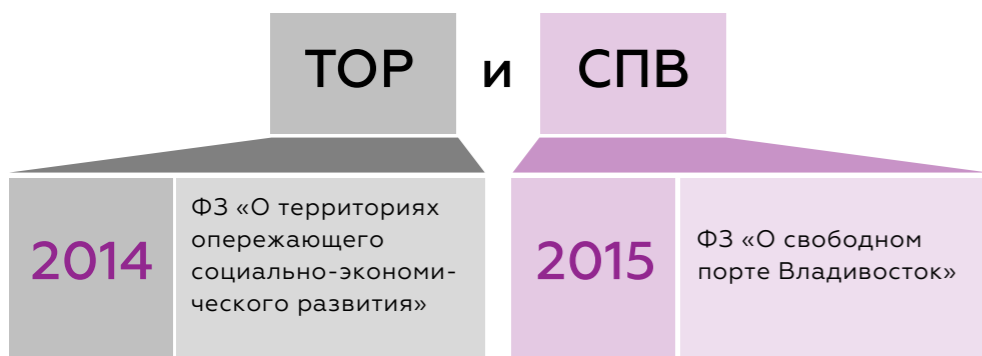 ТОР и СПВ
2014
ФЗ «О территориях
опережающего
социально-экономи-
ческого развития»
2015
ФЗ «О свободном
порте Владивосток»